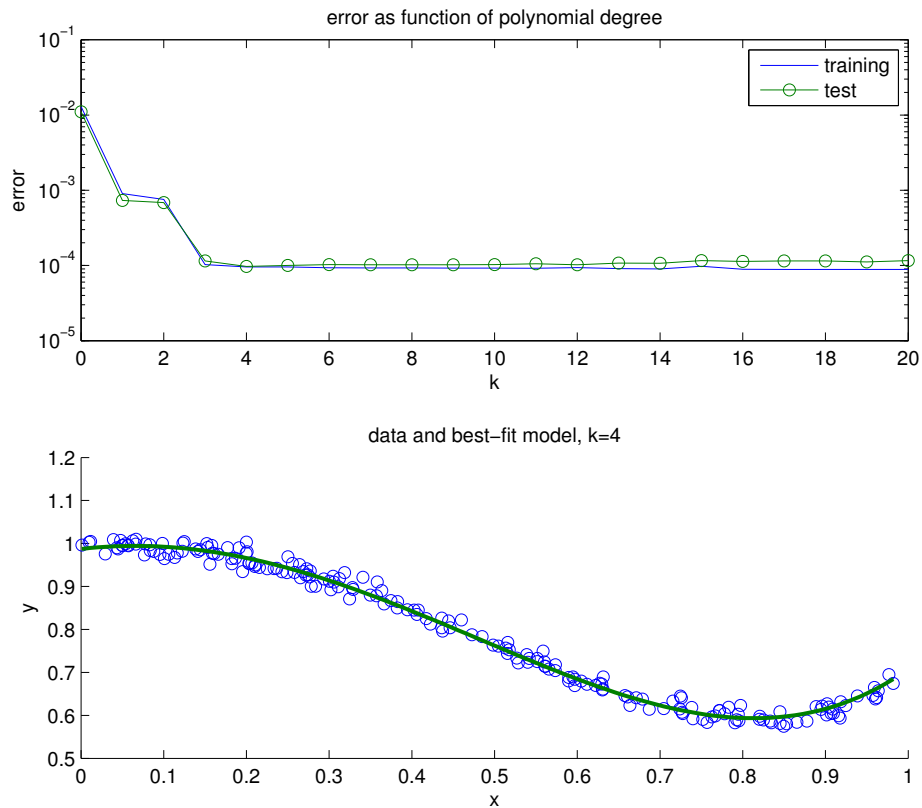 error as function of polynomial degree
10^-1
10^-2
10^-3
10^-4
10^-5
error
training
test
0 2 4 6 8 10 12 14 16 18 20
k
data and best−fit model, k=4
1.2
1.1
1
0.9
0.8
0.7
0.6
0.5
y
0 0.1 0.2 0.3 0.4 0.5 0.6 0.7 0.8 0.9 1
x